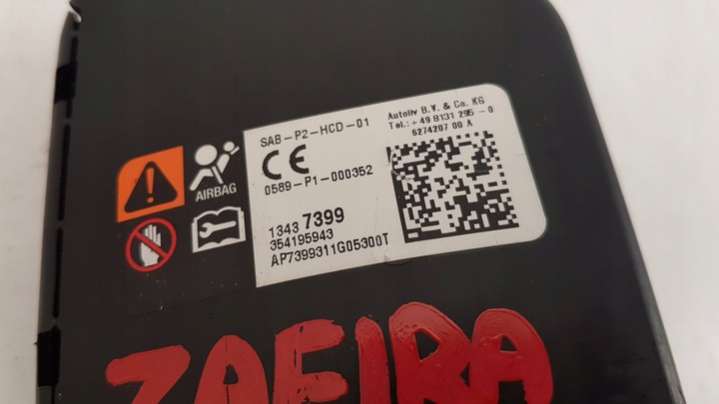 SAB-P2-HCD-01
CE
0589-P1-000352
1343 7399
354195943
AP7399311G05300T
Autoliv B.V. & Co. KG
Tel.: +49 8131 295 - 0
6274207 00 A
AIRBAG
ZAFIRA